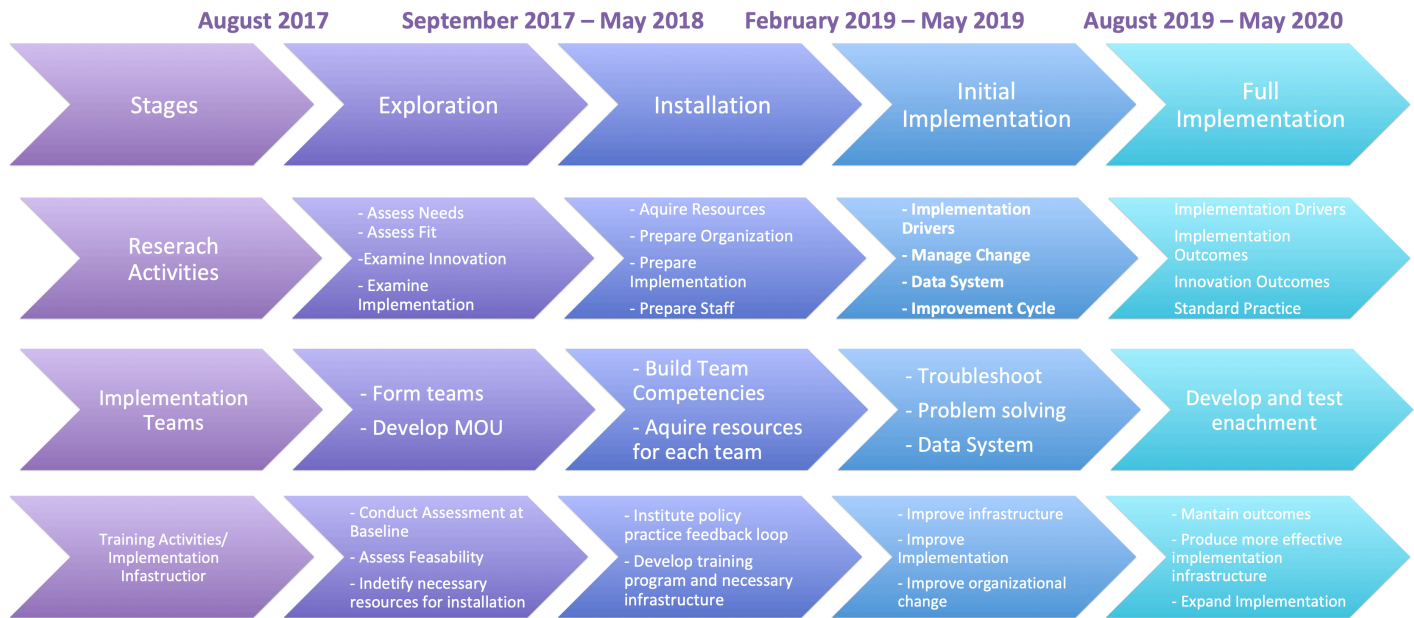 August 2017
September 2017 – May 2018
February 2019 – May 2019
August 2019 – May 2020
Stages
Exploration
Installation
Initial
Implementation
Full
Implementation
Reserach
Activities
- Assess Needs
- Assess Fit
-Examine Innovation
- Examine
Implementation
- Aquire Resources
- Prepare Organization
- Prepare
Implementation
- Prepare Staff
- Implementation
Drivers
- Manage Change
- Data System
- Improvement Cycle
Implementation Drivers
Implementation
Outcomes
Innovation Outcomes
Standard Practice
Implementation
Teams
- Form teams
- Develop MOU
- Build Team
Competencies
- Aquire resources
for each team
- Troubleshoot
- Problem solving
- Data System
Develop and test
enachment
Training Activities/
Implementation
Infastructior
- Conduct Assessment at
Baseline
- Assess Feasability
- Indetify necessary
resources for installation
- Institute policy
practice feedback loop
- Develop training
program and necessary
infrastructure
- Improve infrastructure
- Improve
Implementation
- Improve organizational
change
- Mantain outcomes
- Produce more effective
implementation
infrastructure
- Expand Implementation